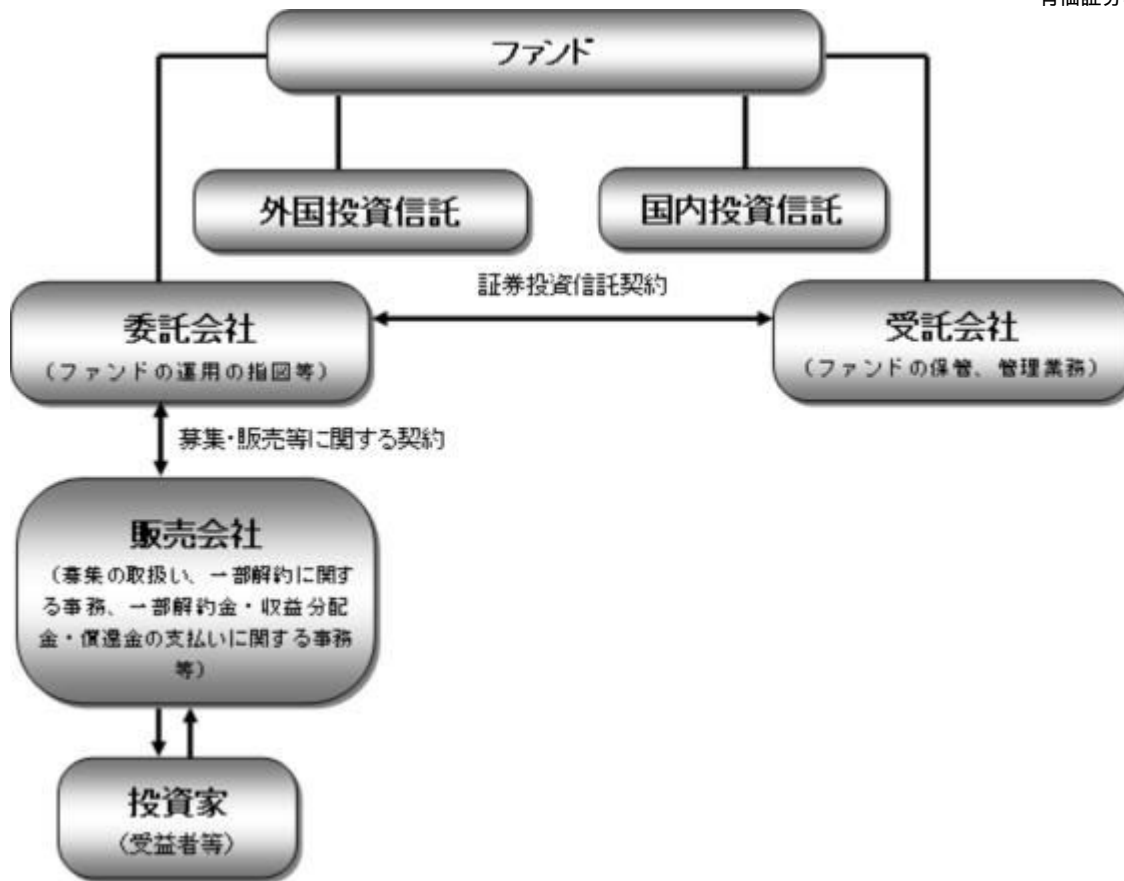 ファンド
外国投資信託
国内投資信託
証券投資信託契約
委託会社
（ファンドの運用の指図等）
受託会社
（ファンドの保管、管理業務）
募集・販売等に関する契約
販売会社
（募集の取扱い、一部解約に関す
る事務、一部解約金・収益分配
金・償還金の支払いに関する事務
等）
投資家
（受益者等）